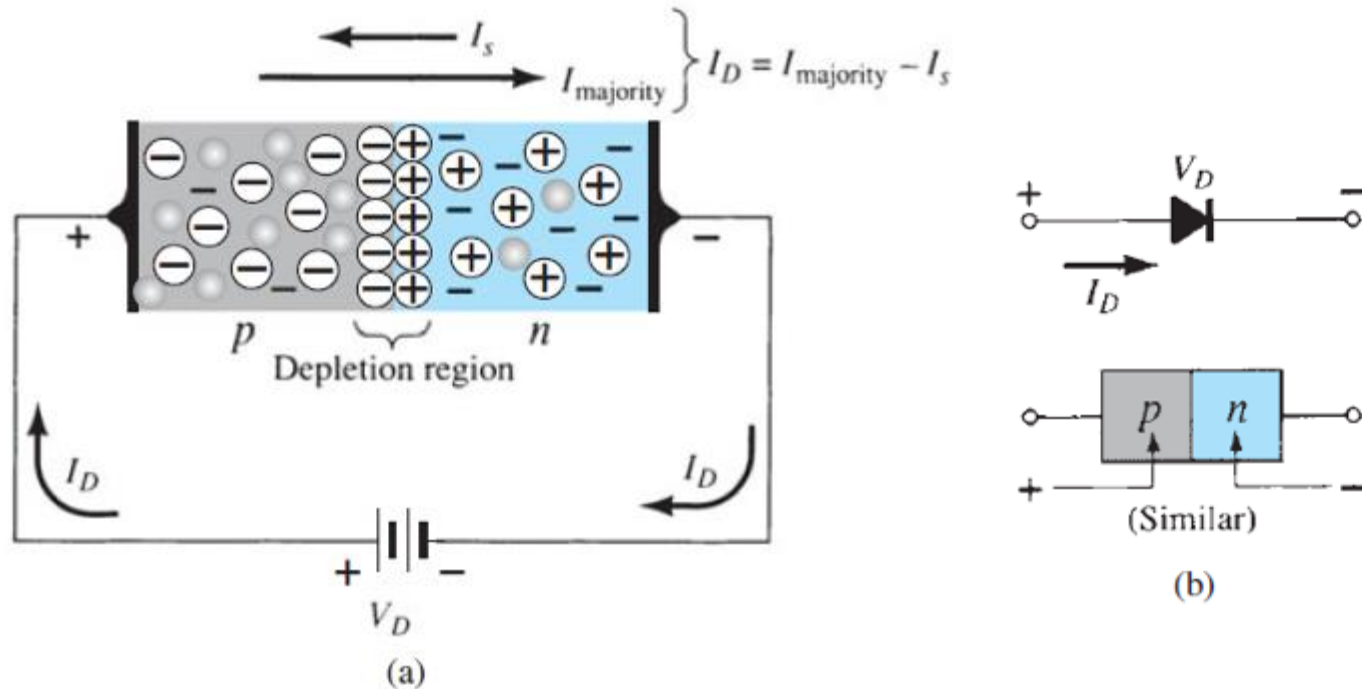 I_s
I_majority
I_D = I_majority − I_s
+
−
p
n
Depletion region
I_D
I_D
+
−
V_D
(a)
+
V_D
−
I_D
p
n
+
−
(Similar)
(b)